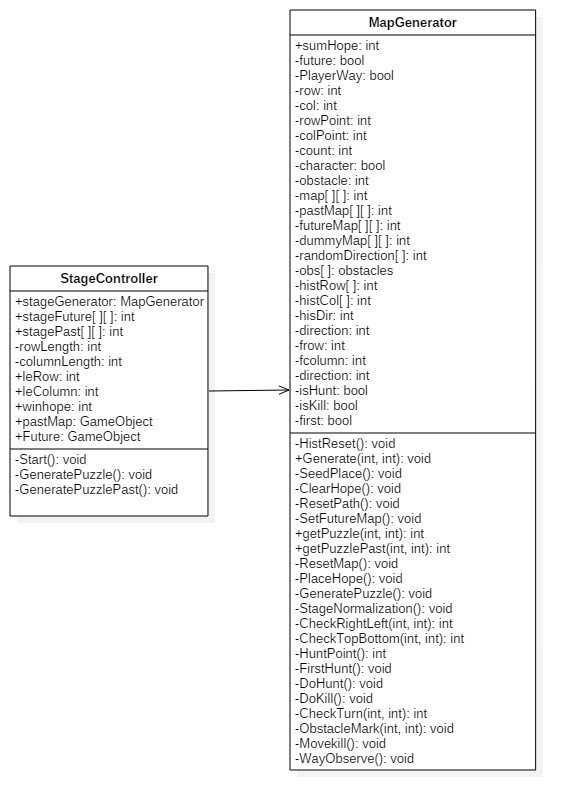 StageController
+stageGenerator: MapGenerator
+stageFuture[ ][ ]: int
+stagePast[ ][ ]: int
-rowLength: int
-columnLength: int
+leRow: int
+leColumn: int
+winhope: int
+pastMap: GameObject
+Future: GameObject
-Start(): void
-GeneratePuzzle(): void
-GeneratePuzzlePast(): void
MapGenerator
+sumHope: int
-future: bool
-PlayerWay: bool
-row: int
-col: int
-rowPoint: int
-colPoint: int
-count: int
-character: bool
-obstacle: int
-map[ ][ ]: int
-pastMap[ ][ ]: int
-futureMap[ ][ ]: int
-dummyMap[ ][ ]: int
-randomDirection[ ]: int
-obs[ ]: obstacles
-histRow[ ]: int
-histCol[ ]: int
-hisDir: int
-direction: int
-frow: int
-fcolumn: int
-direction: int
-isHunt: bool
-isKill: bool
-first: bool
-HistReset(): void
+Generate(int, int): void
-SeedPlace(): void
-ClearHope(): void
-ResetPath(): void
-SetFutureMap(): void
+getPuzzle(int, int): int
+getPuzzlePast(int, int): int
-ResetMap(): void
-PlaceHope(): void
-GeneratePuzzle(): void
-StageNormalization(): void
-CheckRightLeft(int, int): int
-CheckTopBottom(int, int): int
-HuntPoint(): int
-FirstHunt(): void
-DoHunt(): void
-DoKill(): void
-CheckTurn(int, int): int
-ObstacleMark(int, int): void
-Movekill(): void
-WayObserve(): void